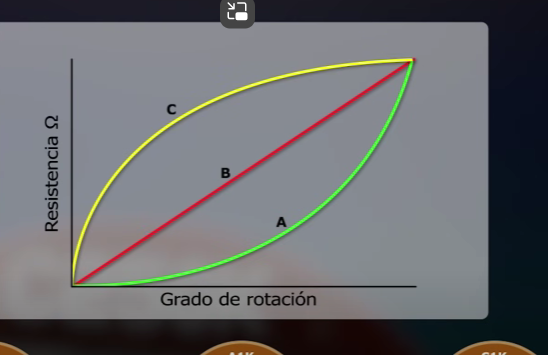 C
B
A
Resistencia Ω
Grado de rotación